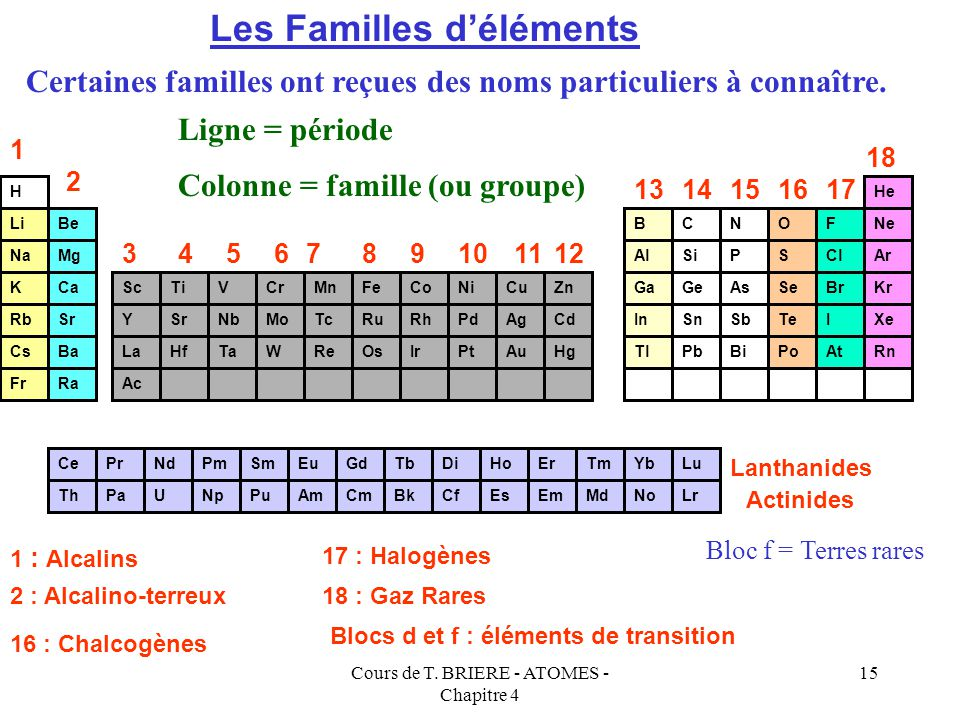 Les Familles d’éléments
Certaines familles ont reçues des noms particuliers à connaître.
Ligne = période
1
18
2
Colonne = famille (ou groupe)
13 14 15 16 17
H He
Li Be B C N O F Ne
3 4 5 6 7 8 9 10 11 12
Na Mg Al Si P S Cl Ar
K Ca Sc Ti V Cr Mn Fe Co Ni Cu Zn Ga Ge As Se Br Kr
Rb Sr Y Sr Nb Mo Tc Ru Rh Pd Ag Cd In Sn Sb Te I Xe
Cs Ba La Hf Ta W Re Os Ir Pt Au Hg Tl Pb Bi Po At Rn
Fr Ra Ac
Ce Pr Nd Pm Sm Eu Gd Tb Di Ho Er Tm Yb Lu
Lanthanides
Th Pa U Np Pu Am Cm Bk Cf Es Em Md No Lr
Actinides
Bloc f = Terres rares
1 : Alcalins
17 : Halogènes
2 : Alcalino-terreux
18 : Gaz Rares
16 : Chalcogènes
Blocs d et f : éléments de transition
Cours de T. BRIERE - ATOMES -
Chapitre 4
15